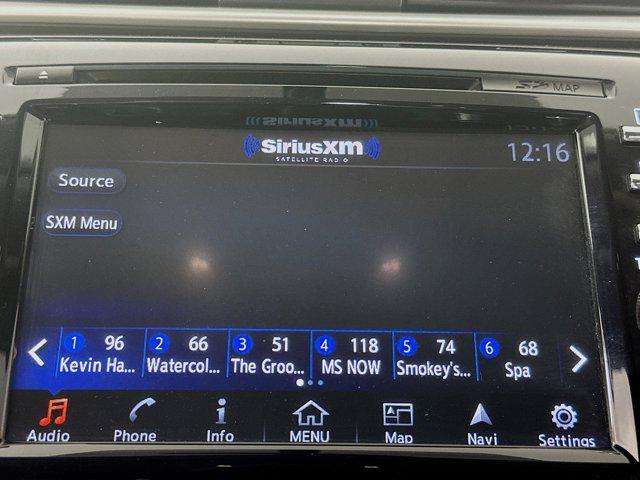 SD MAP
SiriusXM
SATELLITE RADIO
12:16
Source
SXM Menu
1 96 2 66 3 51 4 118 5 74 6 68
Kevin Ha... Watercol... The Groo... MS NOW Smokey's... Spa
Audio Phone Info MENU Map Navi Settings